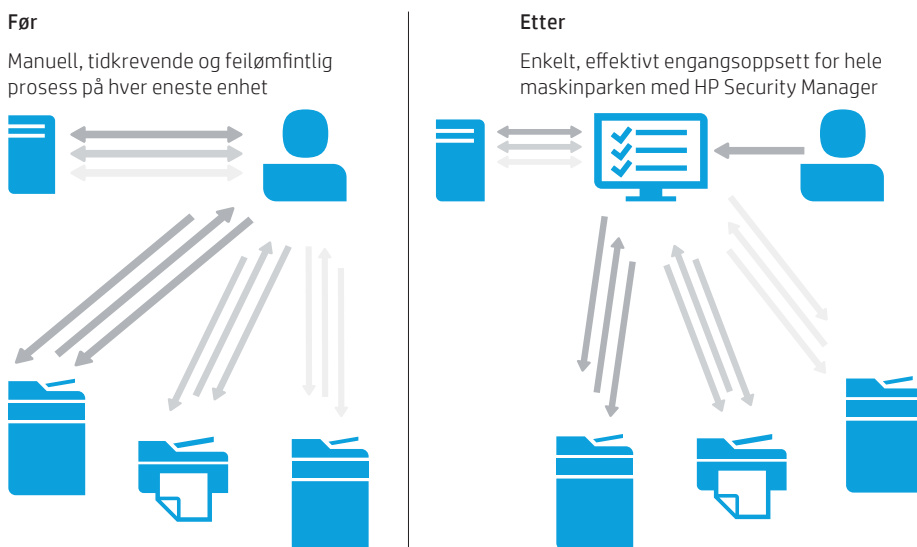 Før
Manuell, tidkrevende og feilømfintlig
prosess på hver eneste enhet
Etter
Enkelt, effektivt engangsoppsett for hele
maskinparken med HP Security Manager